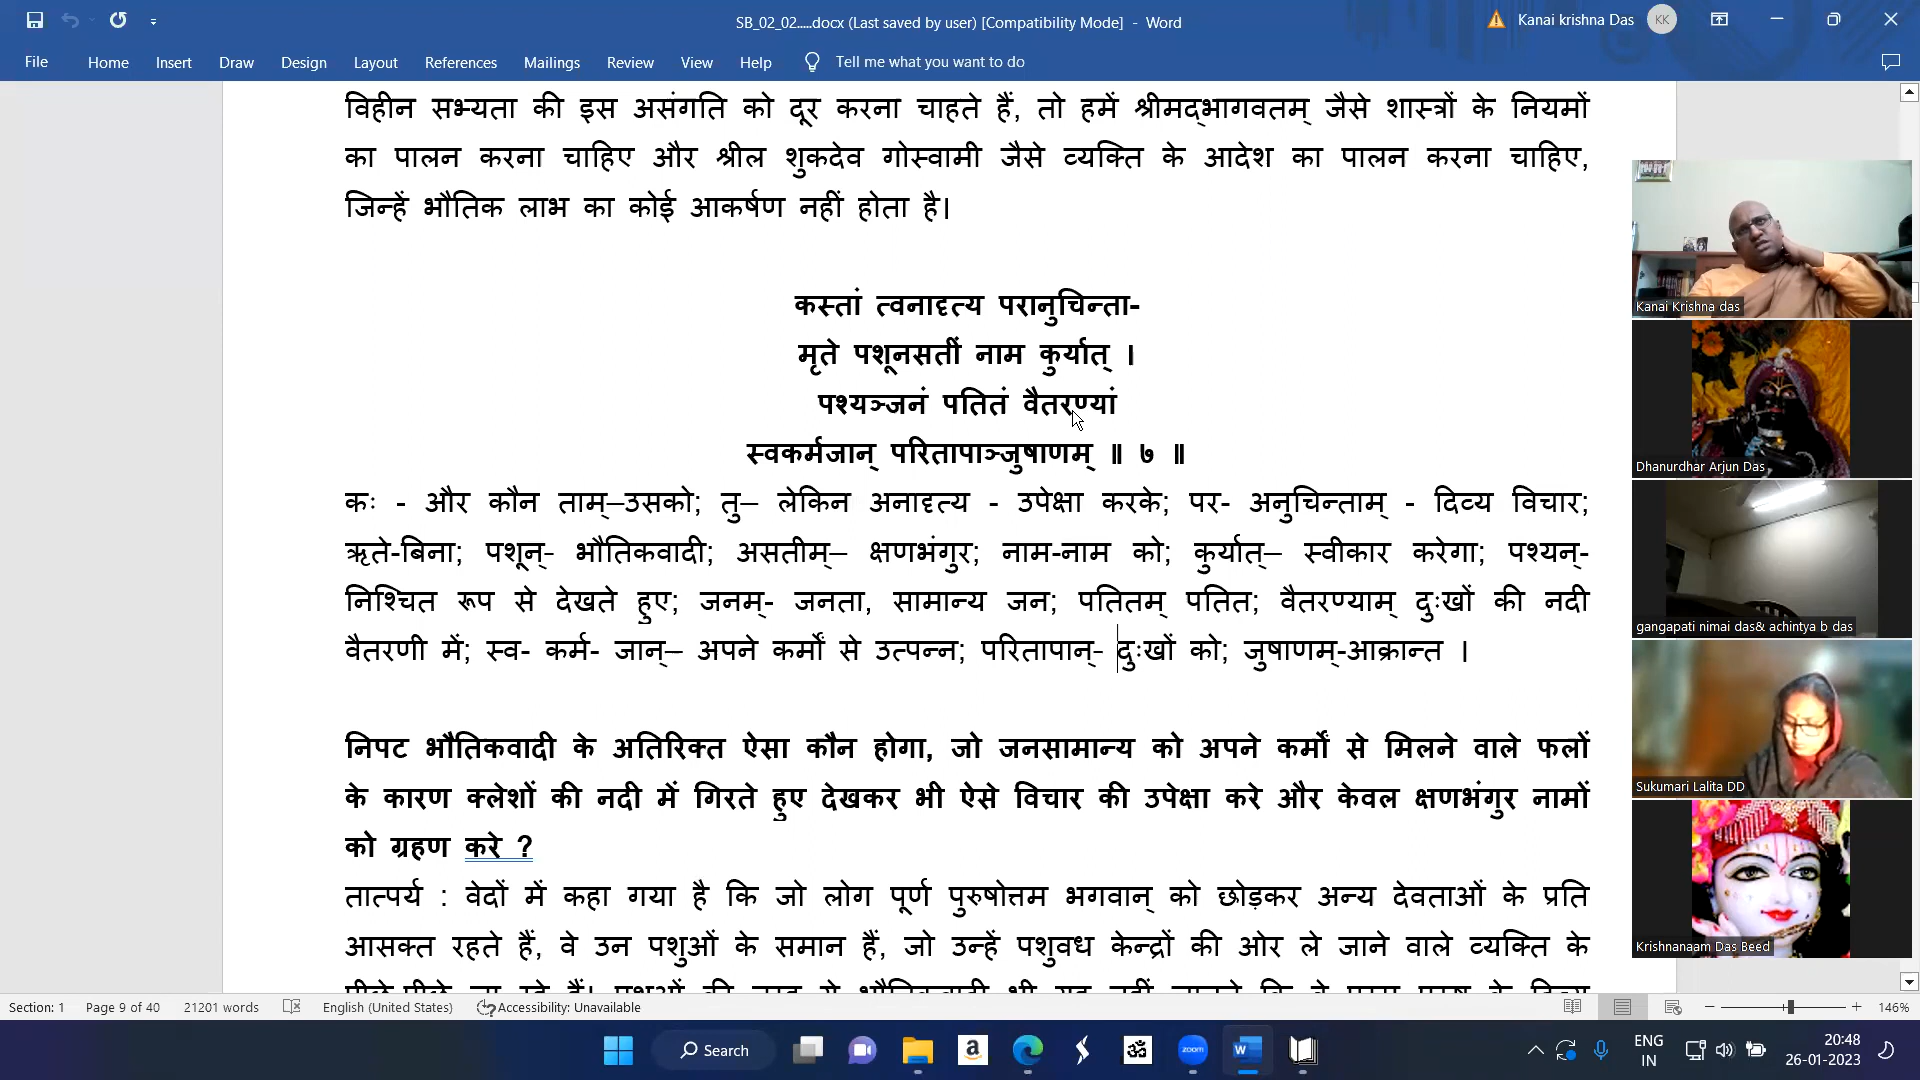 SB_02_02.....docx (Last saved by user) [Compatibility Mode] - Word
Kanai krishna Das
KK
File Home Insert Draw Design Layout References Mailings Review View Help Tell me what you want to do
विहीन सभ्यता की इस असंगति को दूर करना चाहते हैं, तो हमें श्रीमद्भागवतम् जैसे शास्त्रों के नियमों
का पालन करना चाहिए और श्रील शुकदेव गोस्वामी जैसे व्यक्ति के आदेश का पालन करना चाहिए,
जिन्हें भौतिक लाभ का कोई आकर्षण नहीं होता है।
कस्तां त्वनादृत्य परानुचिन्ता-
मृते पशूनसतीं नाम कुर्यात् ।
पश्यञ्जनं पतितं वैतरण्यां
स्वकर्मजान् परितापाञ्जुषाणम् ॥ ७ ॥
कः - और कौन ताम्—उसको; तु— लेकिन अनादृत्य - उपेक्षा करके; पर- अनुचिन्ताम् - दिव्य विचार;
ऋते-बिना; पशून्- भौतिकवादी; असतीम्— क्षणभंगुर; नाम-नाम को; कुर्यात्— स्वीकार करेगा; पश्यन्-
निश्चित रूप से देखते हुए; जनम्- जनता, सामान्य जन; पतितम् पतित; वैतरण्याम् दुःखों की नदी
वैतरणी में; स्व- कर्म- जान्— अपने कर्मों से उत्पन्न; परितापान्- दुःखों को; जुषाणम्-आक्रान्त ।
निपट भौतिकवादी के अतिरिक्त ऐसा कौन होगा, जो जनसामान्य को अपने कर्मों से मिलने वाले फलों
के कारण क्लेशों की नदी में गिरते हुए देखकर भी ऐसे विचार की उपेक्षा करे और केवल क्षणभंगुर नामों
को ग्रहण करे ?
तात्पर्य : वेदों में कहा गया है कि जो लोग पूर्ण पुरुषोत्तम भगवान् को छोड़कर अन्य देवताओं के प्रति
आसक्त रहते हैं, वे उन पशुओं के समान हैं, जो उन्हें पशुवध केन्द्रों की ओर ले जाने वाले व्यक्ति के
Kanai Krishna das
Dhanurdhar Arjun Das
gangapati nimai das& achintya b das
Sukumari Lalita DD
Krishnanaam Das Beed
Section: 1 Page 9 of 40 21201 words English (United States) Accessibility: Unavailable 146%
Search
zoom
ENG
IN
20:48
26-01-2023